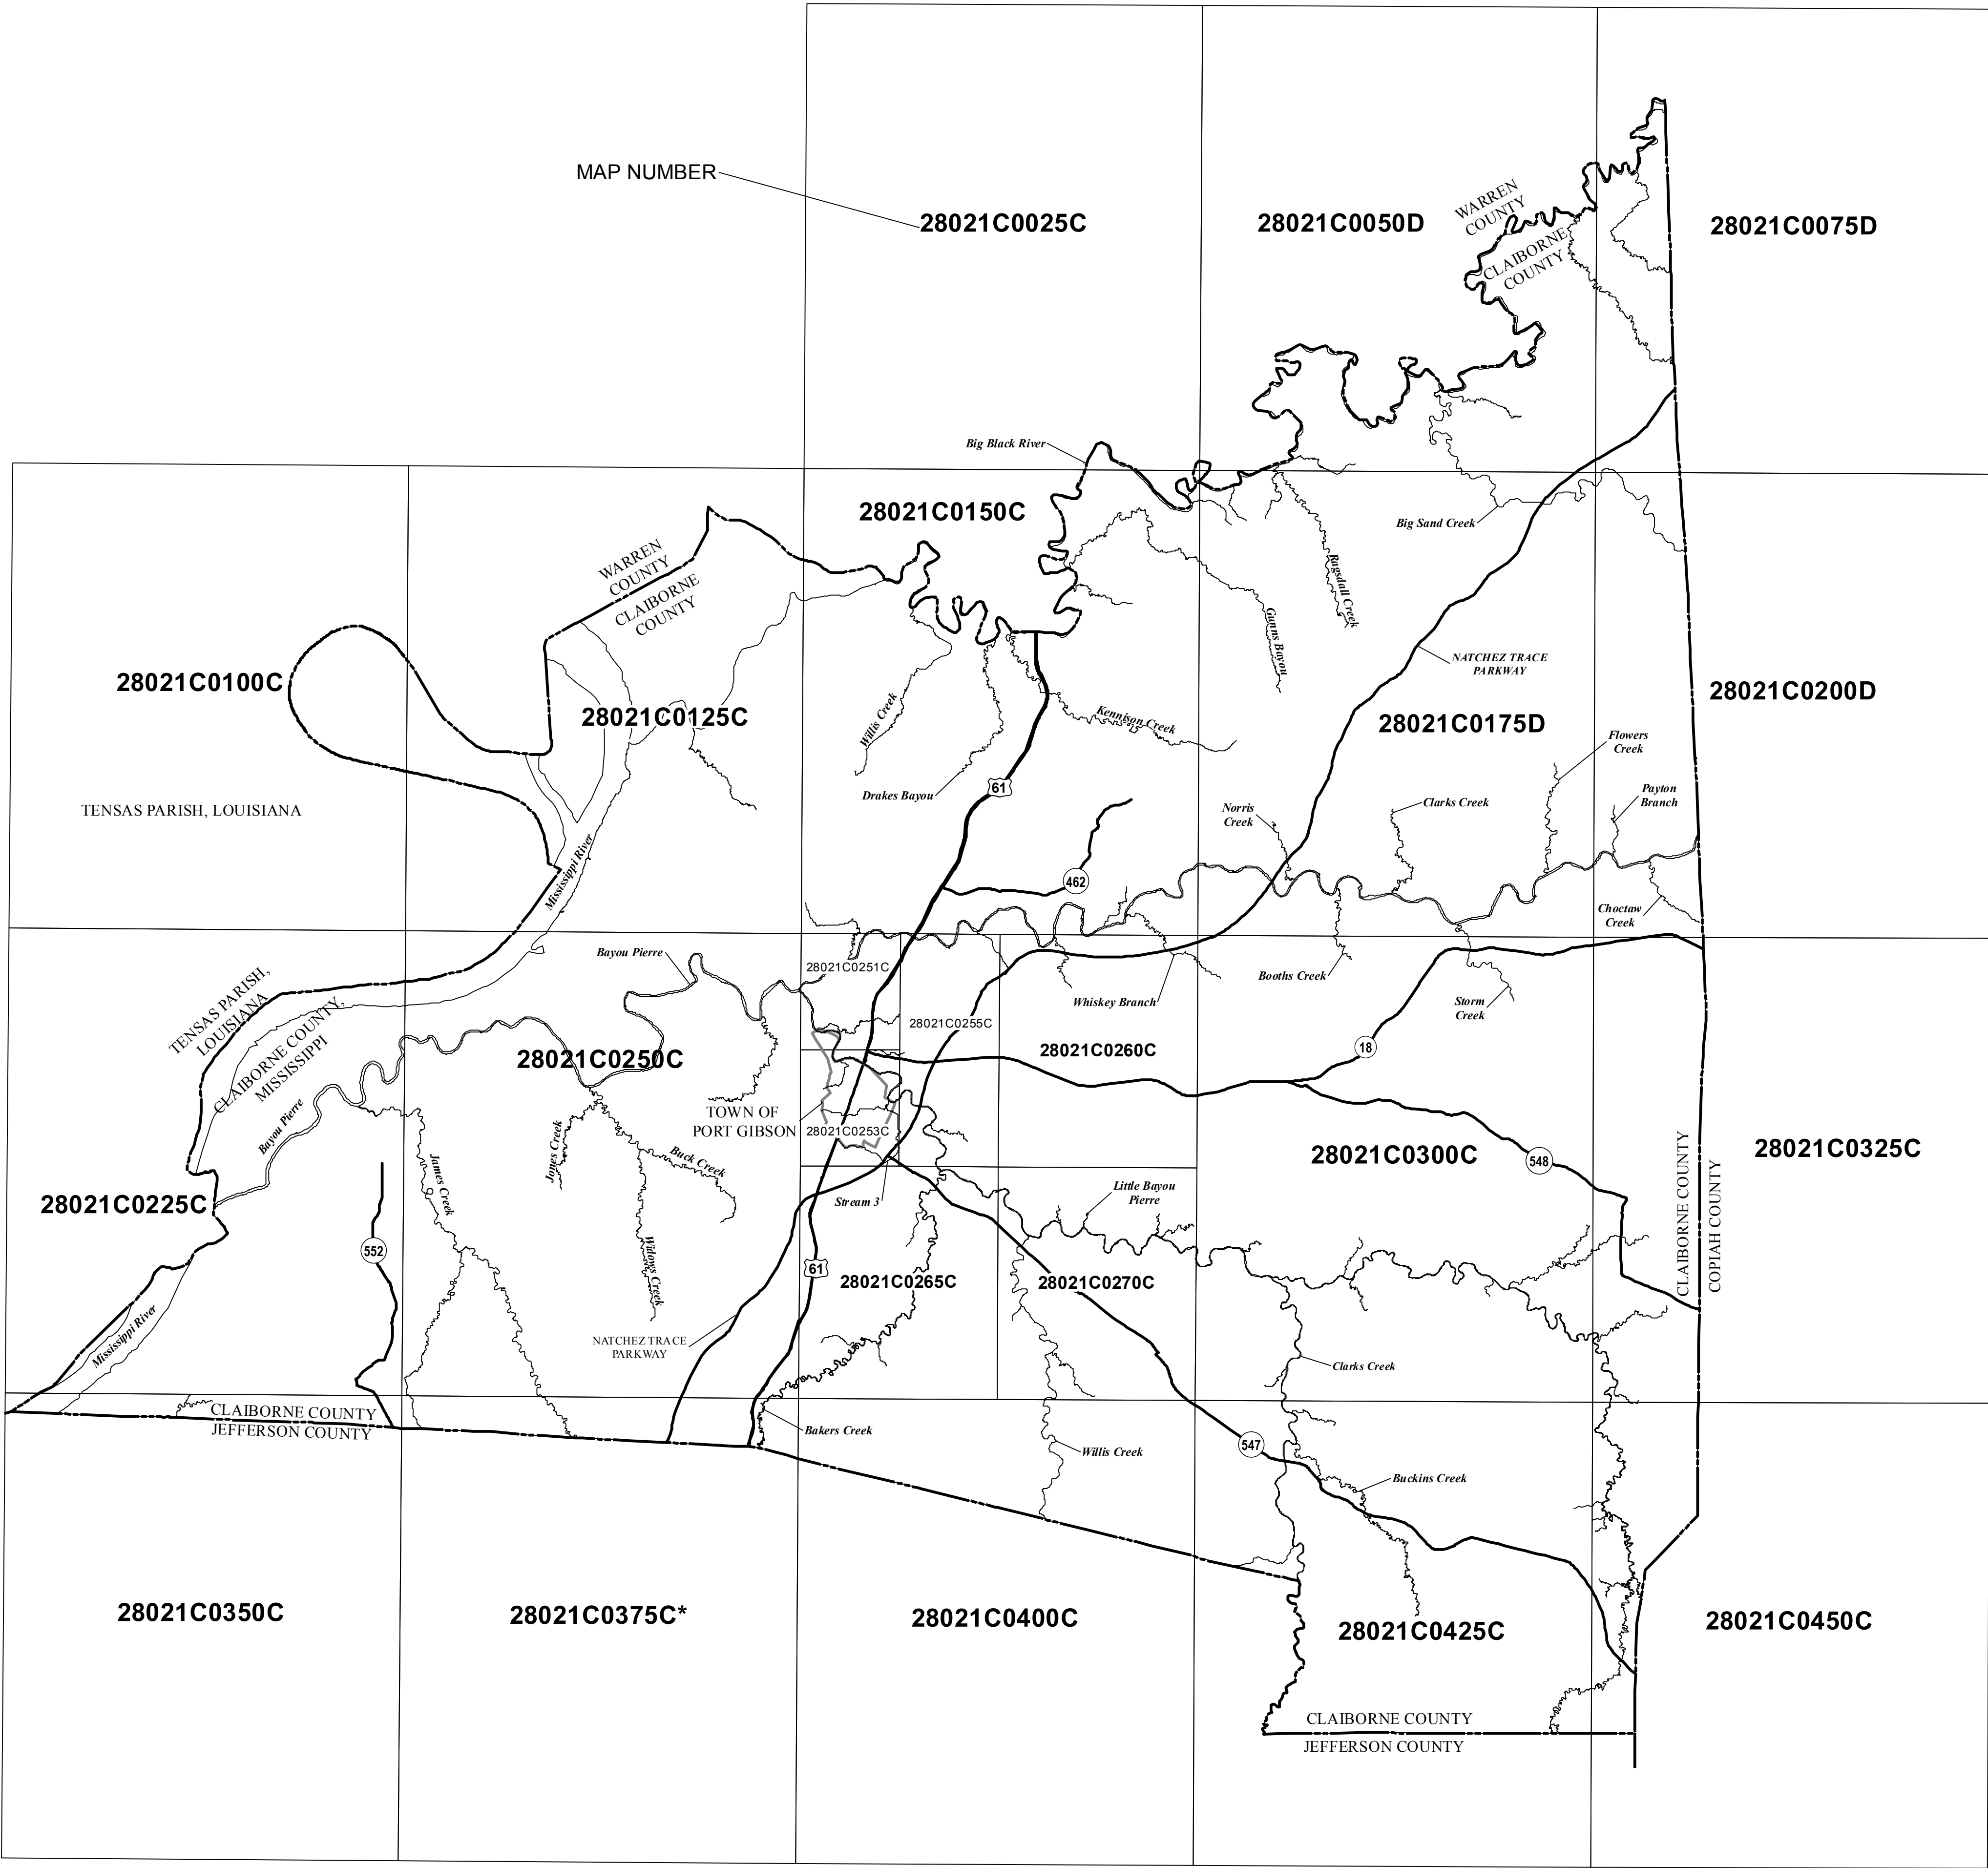 MAP NUMBER
28021C0025C
28021C0050D
28021C0075D
WARREN
COUNTY
CLAIBORNE
COUNTY
Big Black River
28021C0150C
Big Sand Creek
WARREN
COUNTY
CLAIBORNE
COUNTY
Ragsdall Creek
Gunns Bayou
NATCHEZ TRACE
PARKWAY
28021C0100C
28021C0125C
Willis Creek
Kennison Creek
28021C0175D
28021C0200D
Flowers
Creek
TENSAS PARISH, LOUISIANA
Drakes Bayou
61
Norris
Creek
Clarks Creek
Payton
Branch
Mississippi River
462
Choctaw
Creek
Bayou Pierre
28021C0251C
Booths Creek
Whiskey Branch
Storm
Creek
TENSAS PARISH,
LOUISIANA
CLAIBORNE COUNTY,
MISSISSIPPI
28021C0255C
28021C0250C
28021C0260C
18
Bayou Pierre
TOWN OF
PORT GIBSON
28021C0253C
Jones Creek
Buck Creek
James Creek
28021C0300C
548
28021C0325C
CLAIBORNE COUNTY
COPIAH COUNTY
28021C0225C
Stream 3
Little Bayou
Pierre
552
Widows Creek
61
28021C0265C
28021C0270C
Mississippi River
NATCHEZ TRACE
PARKWAY
Clarks Creek
CLAIBORNE COUNTY
JEFFERSON COUNTY
Bakers Creek
Willis Creek
547
Buckins Creek
28021C0350C
28021C0375C*
28021C0400C
28021C0425C
28021C0450C
CLAIBORNE COUNTY
JEFFERSON COUNTY